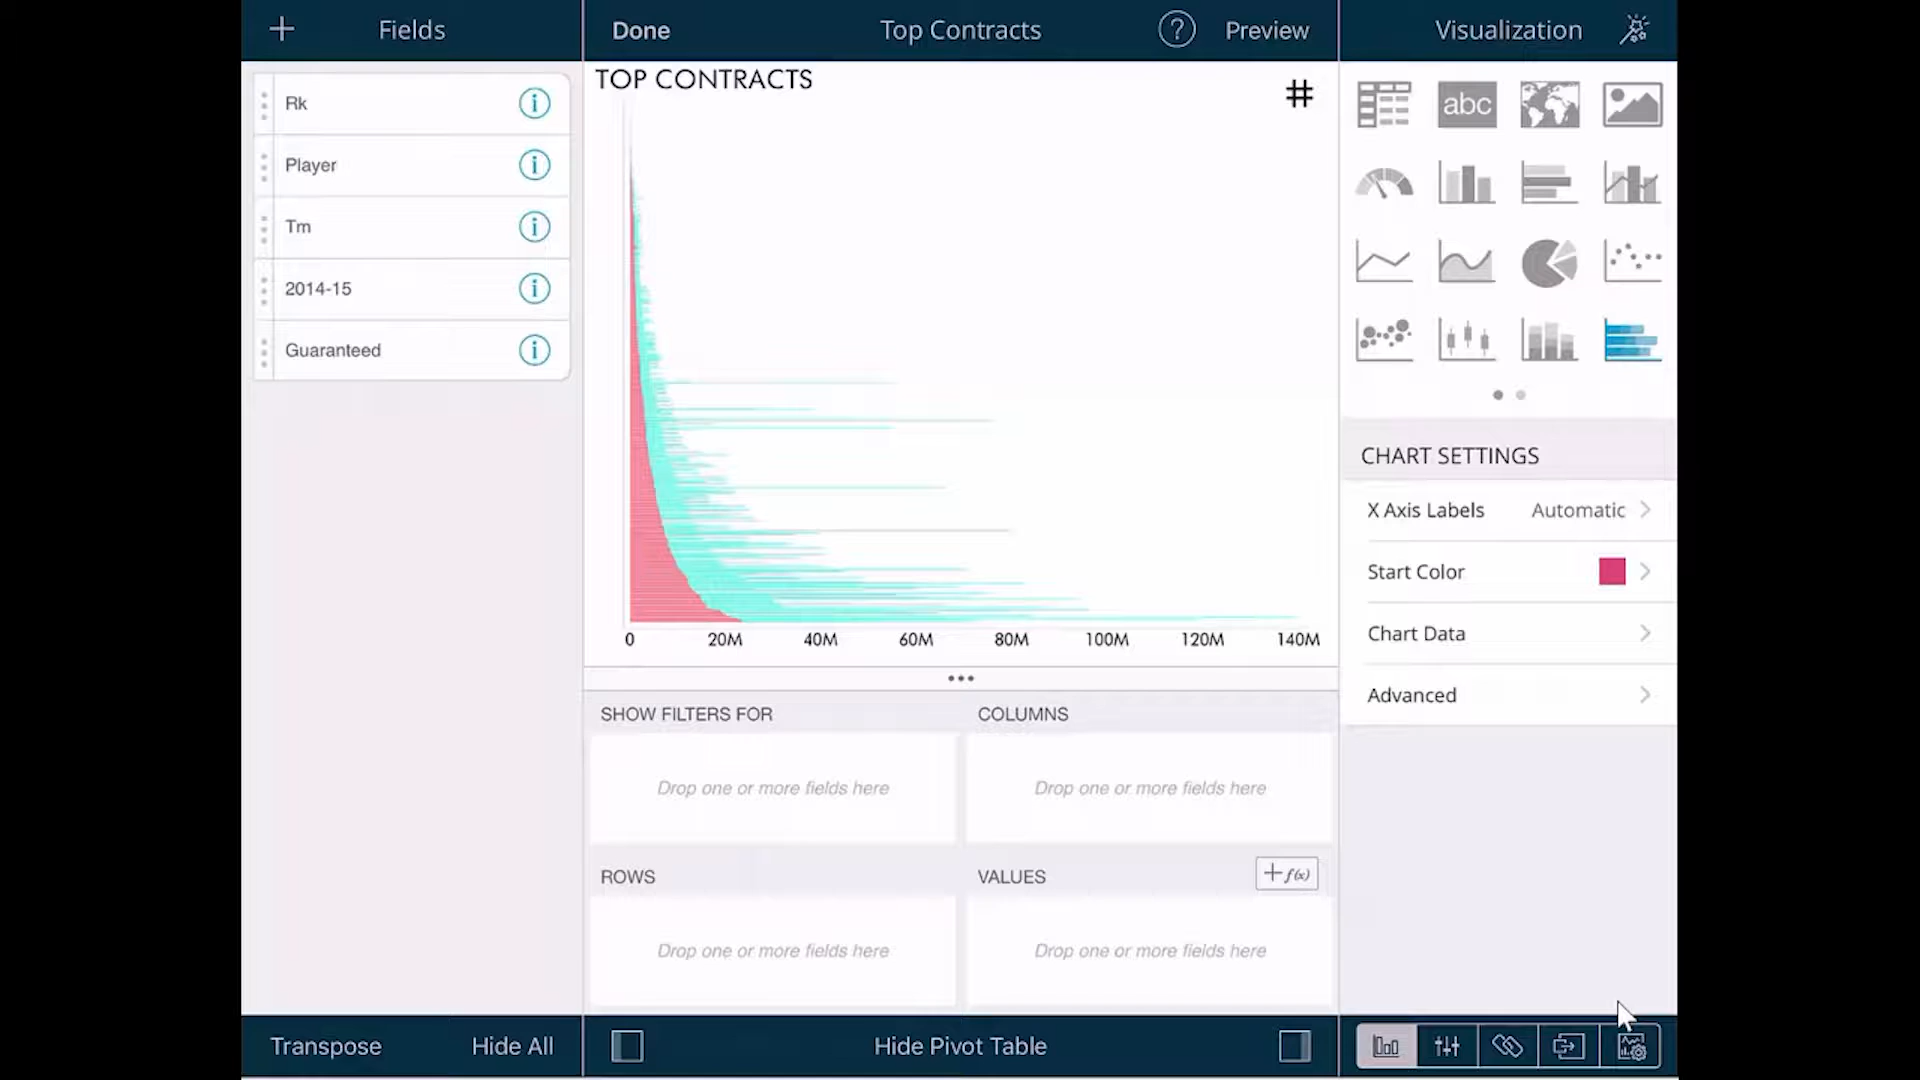 Fields
Done
Top Contracts
?
Preview
Visualization
Rk
Player
Tm
2014-15
Guaranteed
TOP CONTRACTS
#
0 20M 40M 60M 80M 100M 120M 140M
abc
CHART SETTINGS
X Axis Labels Automatic
Start Color
Chart Data
Advanced
SHOW FILTERS FOR
COLUMNS
Drop one or more fields here
Drop one or more fields here
ROWS
VALUES
+f(x)
Drop one or more fields here
Drop one or more fields here
Transpose
Hide All
Hide Pivot Table